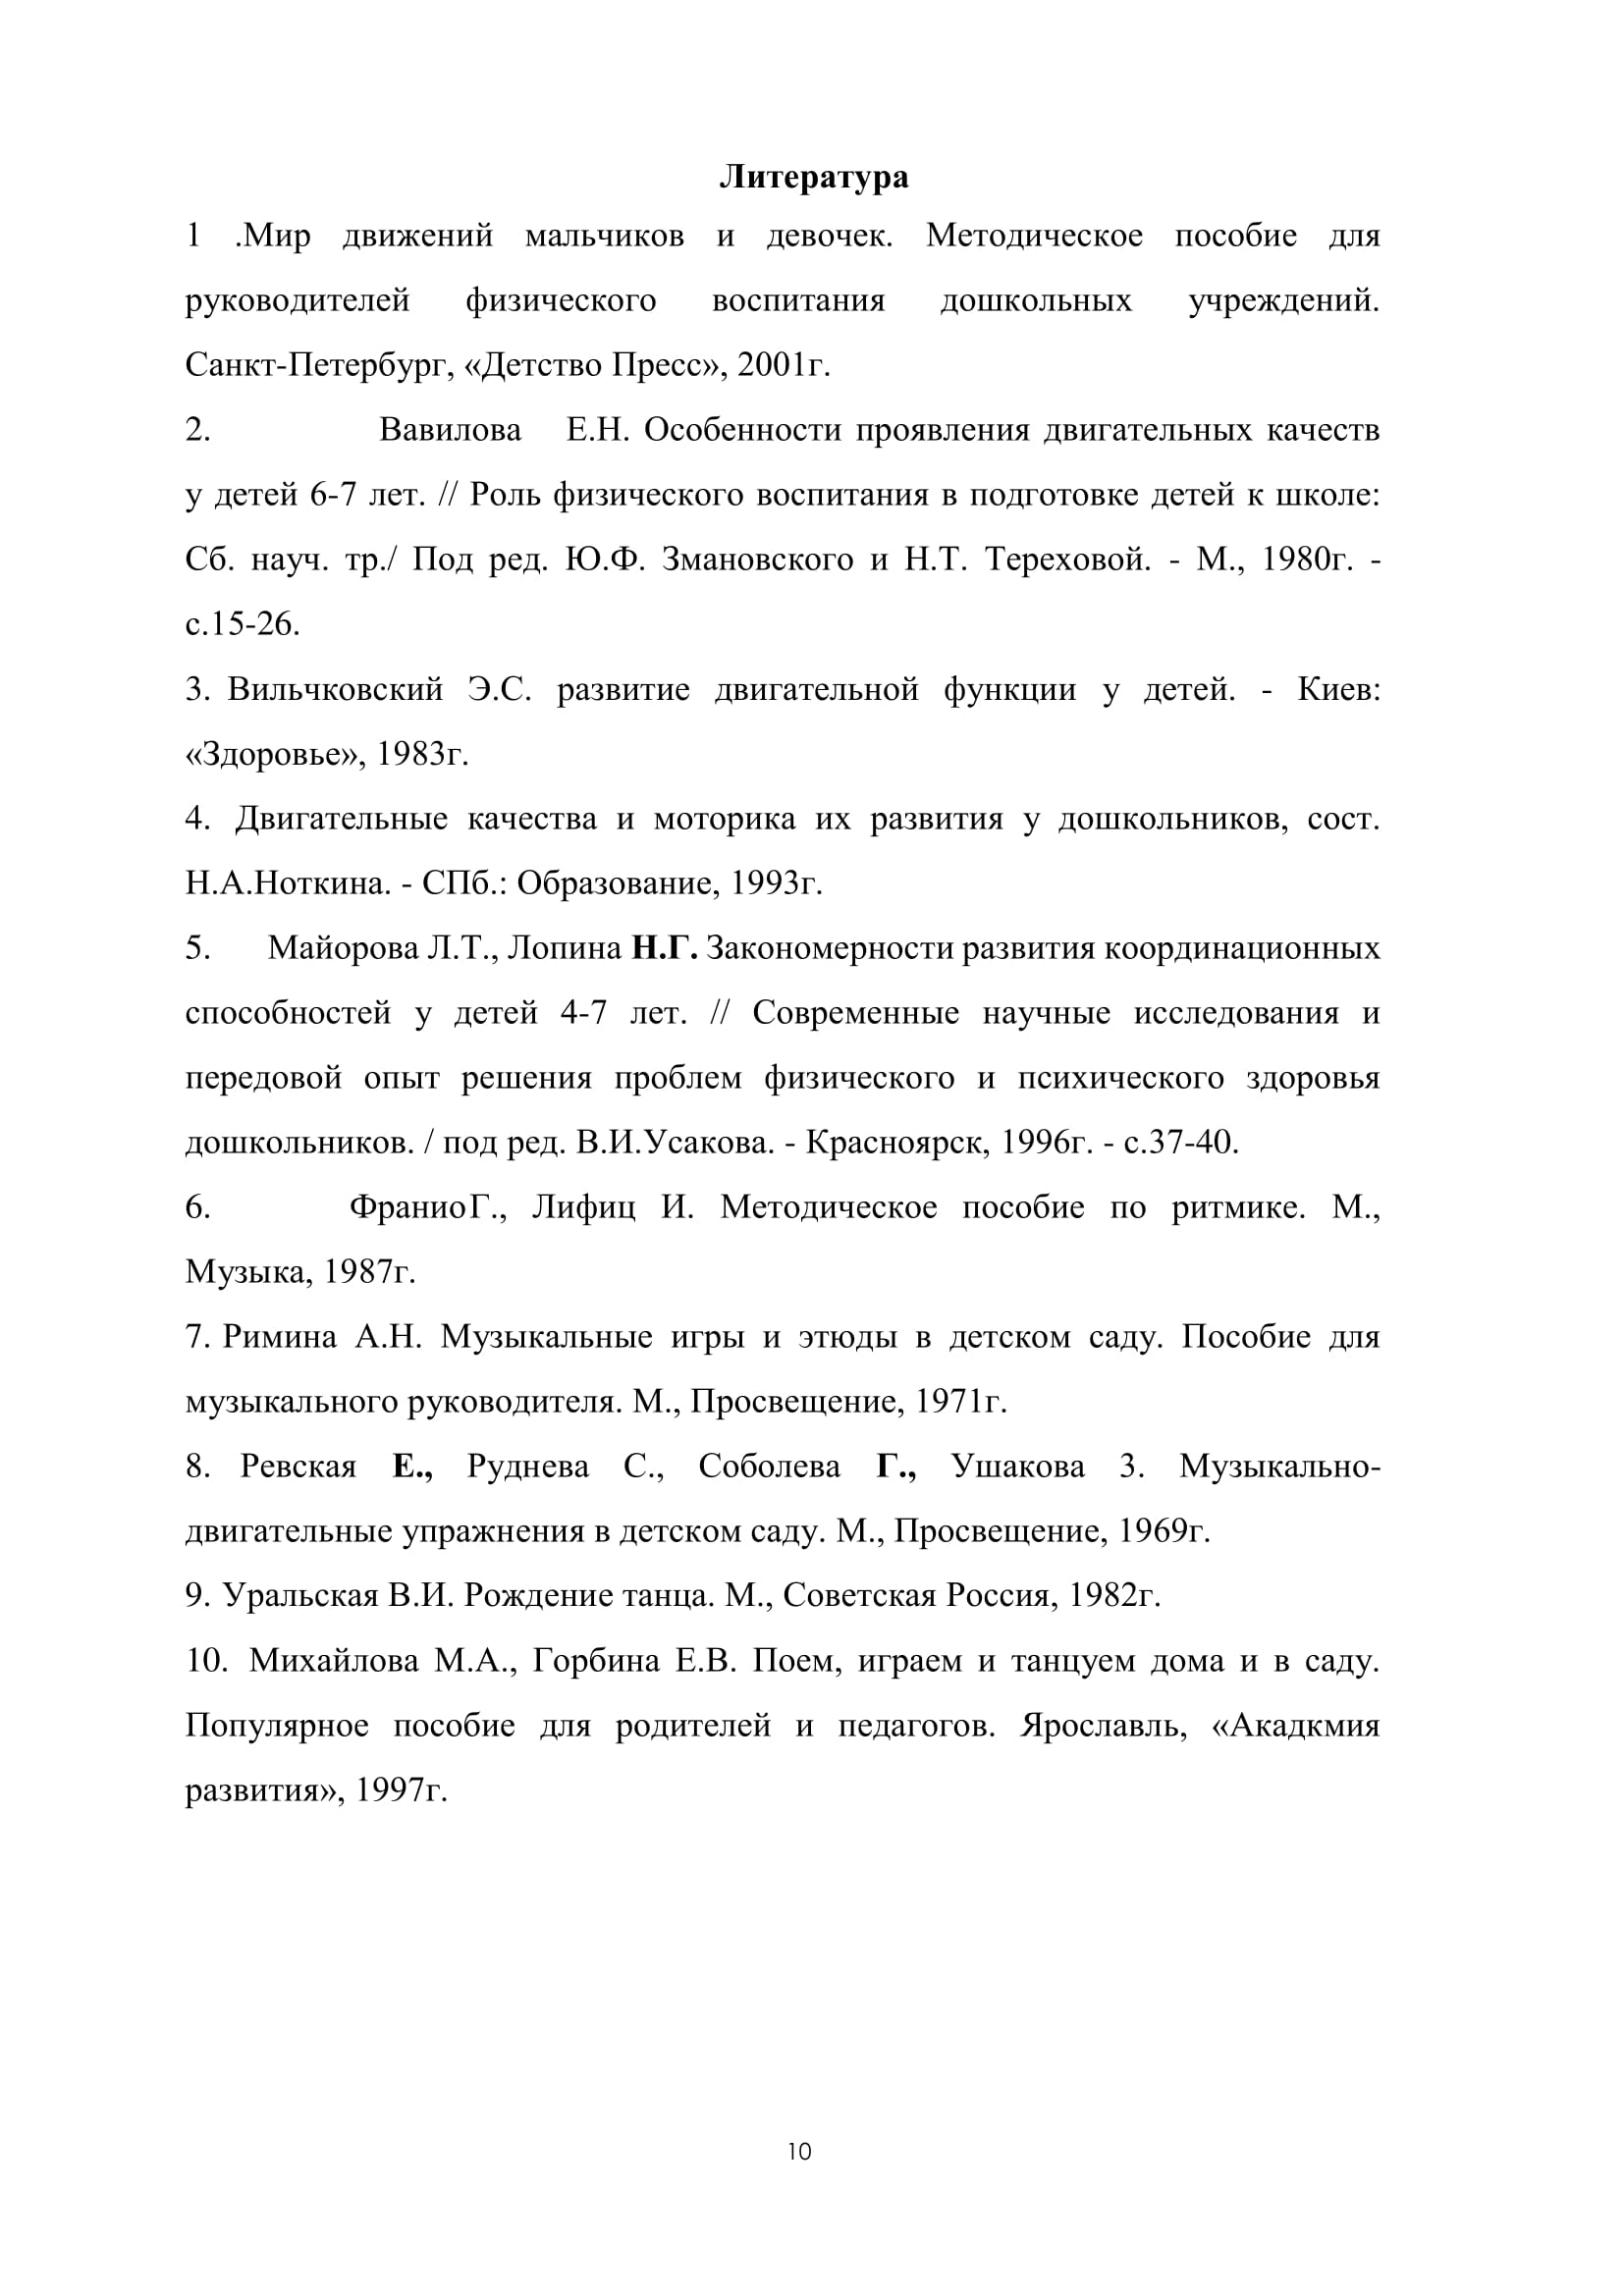 Литература
1 .Мир движений мальчиков и девочек. Методическое пособие для
руководителей физического воспитания дошкольных учреждений.
Санкт-Петербург, «Детство Пресс», 2001г.
2. Вавилова Е.Н. Особенности проявления двигательных качеств
у детей 6-7 лет. // Роль физического воспитания в подготовке детей к школе:
Сб. науч. тр./ Под ред. Ю.Ф. Змановского и Н.Т. Тереховой. - М., 1980г. -
с.15-26.
3. Вильчковский Э.С. развитие двигательной функции у детей. - Киев:
«Здоровье», 1983г.
4. Двигательные качества и моторика их развития у дошкольников, сост.
Н.А.Ноткина. - СПб.: Образование, 1993г.
5. Майорова Л.Т., Лопина Н.Г. Закономерности развития координационных
способностей у детей 4-7 лет. // Современные научные исследования и
передовой опыт решения проблем физического и психического здоровья
дошкольников. / под ред. В.И.Усакова. - Красноярск, 1996г. - с.37-40.
6. Франио Г., Лифиц И. Методическое пособие по ритмике. М.,
Музыка, 1987г.
7. Римина А.Н. Музыкальные игры и этюды в детском саду. Пособие для
музыкального руководителя. М., Просвещение, 1971г.
8. Ревская Е., Руднева С., Соболева Г., Ушакова 3. Музыкально-
двигательные упражнения в детском саду. М., Просвещение, 1969г.
9. Уральская В.И. Рождение танца. М., Советская Россия, 1982г.
10. Михайлова М.А., Горбина Е.В. Поем, играем и танцуем дома и в саду.
Популярное пособие для родителей и педагогов. Ярославль, «Акадкмия
развития», 1997г.
10